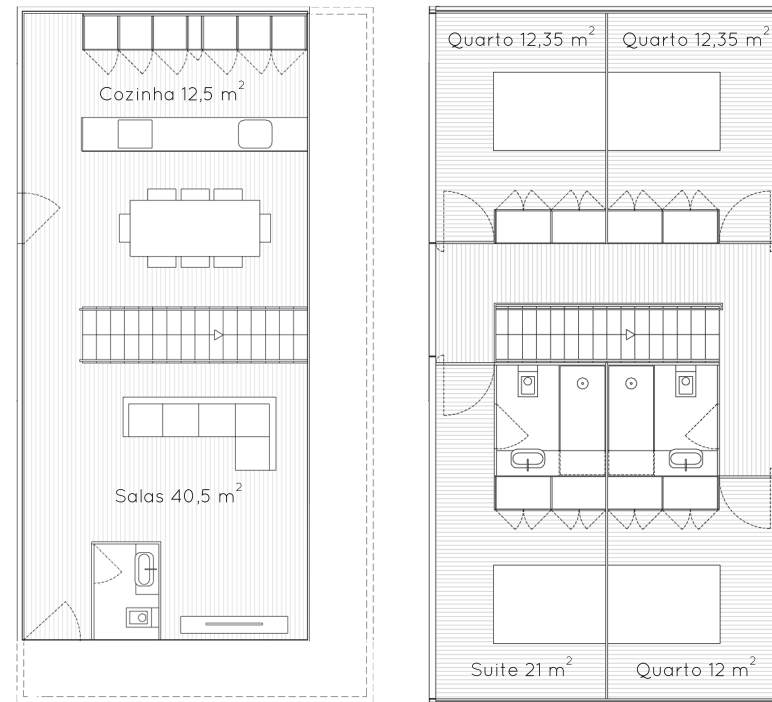 Cozinha 12,5 m²
Salas 40,5 m²
Quarto 12,35 m²
Quarto 12,35 m²
Suite 21 m²
Quarto 12 m²